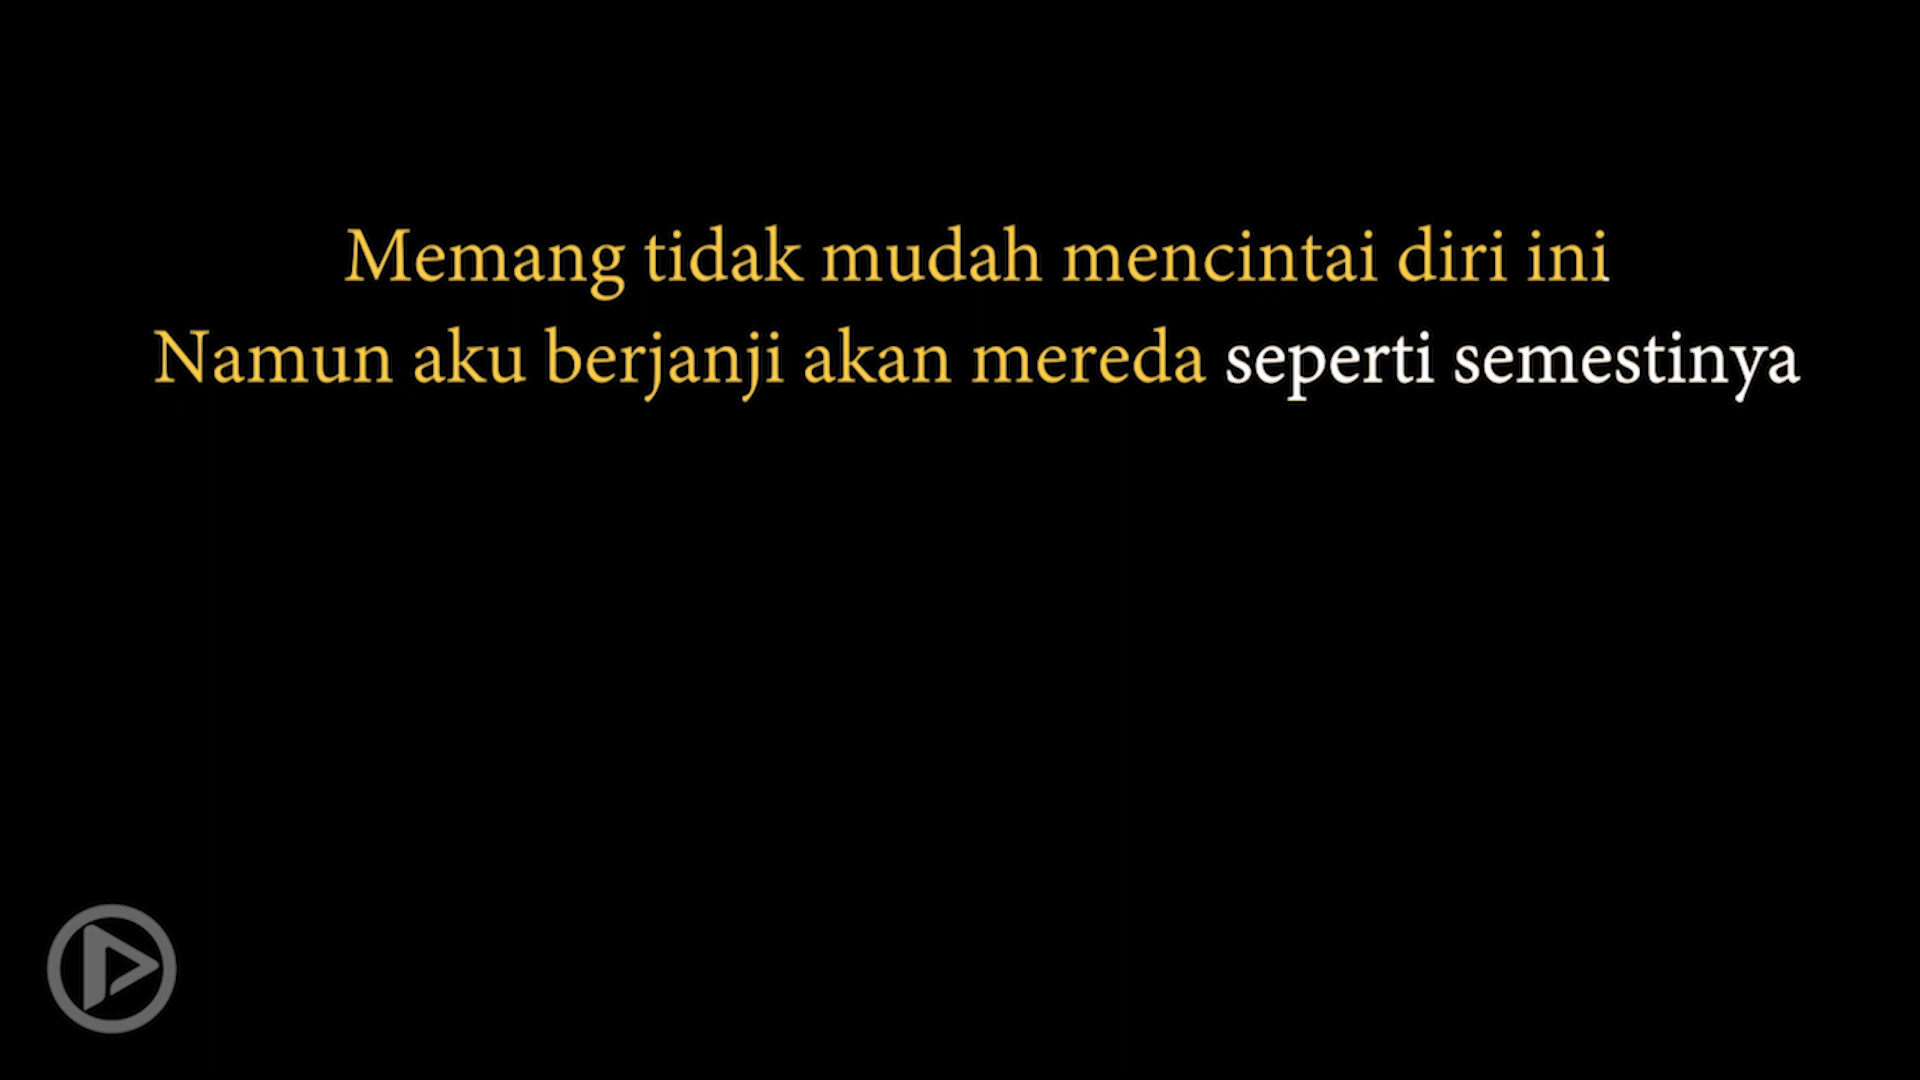 Memang tidak mudah mencintai diri ini
Namun aku berjanji akan mereda seperti semestinya